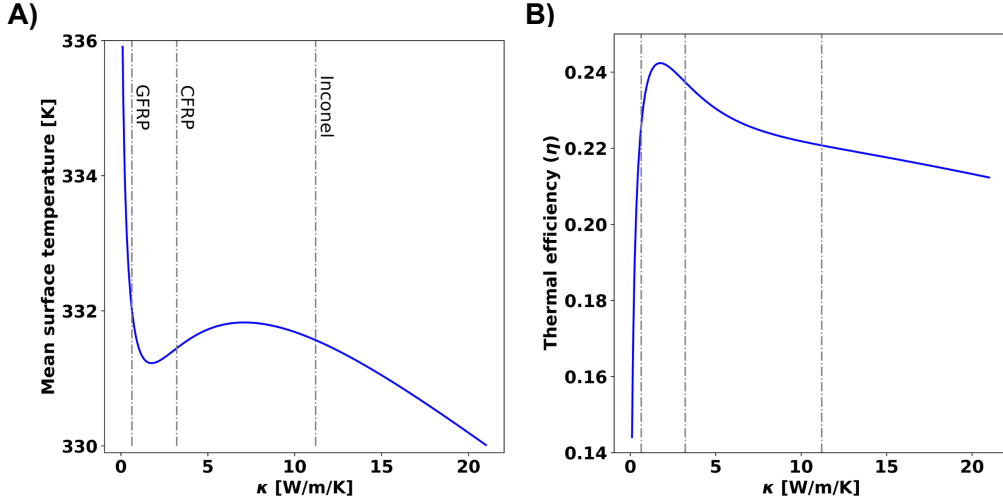 A)
Mean surface temperature [K]
336
334
332
330
GFRP
CFRP
Inconel
0
5
10
15
20
κ [W/m/K]
B)
Thermal efficiency (η)
0.24
0.22
0.20
0.18
0.16
0.14
0
5
10
15
20
κ [W/m/K]